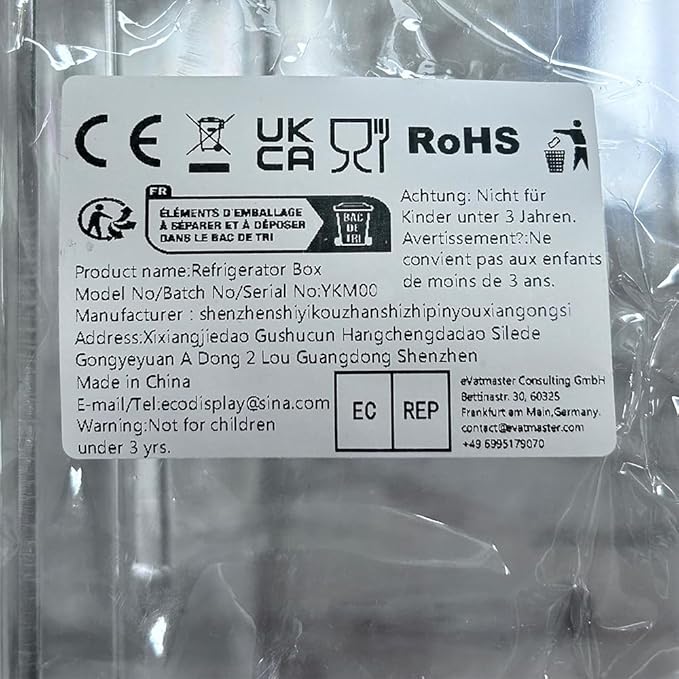 CE UK CA RoHS
FR
ÉLÉMENTS D'EMBALLAGE
À SÉPARER ET À DÉPOSER
DANS LE BAC DE TRI
BAC
DE
TRI
Achtung: Nicht für
Kinder unter 3 Jahren.
Avertissement?:Ne
convient pas aux enfants
de moins de 3 ans.
Product name:Refrigerator Box
Model No/Batch No/Serial No:YKM00
Manufacturer : shenzhenshiyikouzhanshizhipinyouxiangongsi
Address:Xixiangjiedao Gushucun Hangchengdadao Silede
Gongyeyuan A Dong 2 Lou Guangdong Shenzhen
Made in China
E-mail/Tel:ecodisplay@sina.com
Warning:Not for children
under 3 yrs.
EC REP
eVatmaster Consulting GmbH
Bettinastr. 30, 60325
Frankfurt am Main,Germany.
contact@evatmaster.com
+49 6995179070